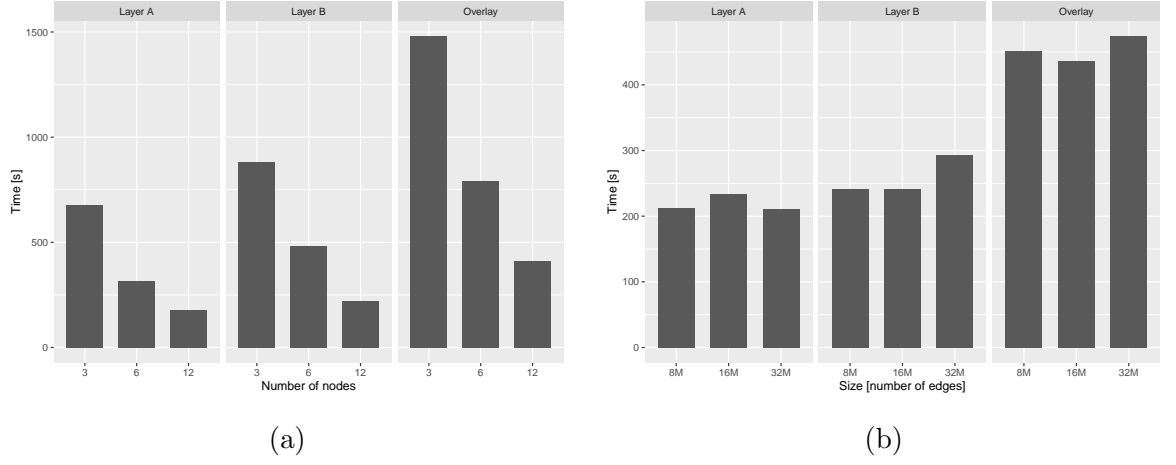 Layer A Layer B Overlay
1500
1000
500
0
Time [s]
3 6 12 3 6 12 3 6 12
Number of nodes
(a)
Layer A Layer B Overlay
400
300
200
100
0
Time [s]
8M 16M 32M 8M 16M 32M 8M 16M 32M
Size [number of edges]
(b)